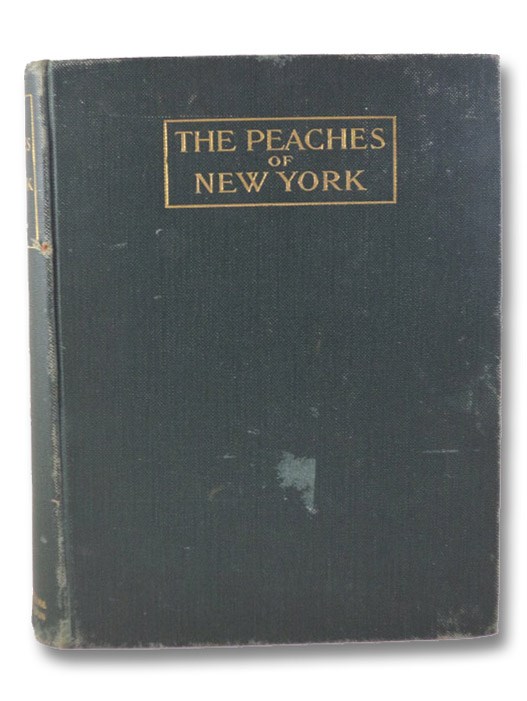 THE PEACHES
OF
NEW YORK